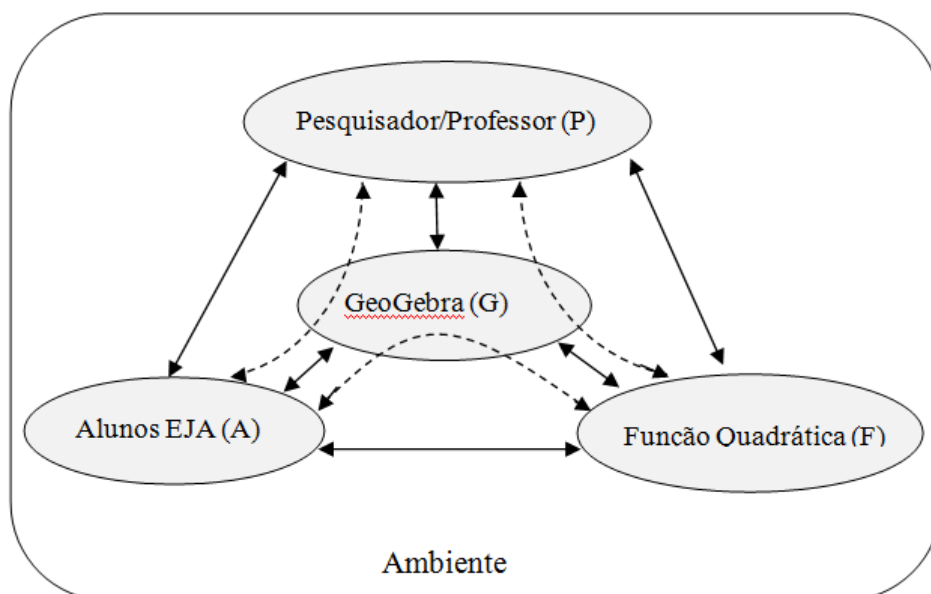 Pesquisador/Professor (P)
GeoGebra (G)
Alunos EJA (A)
Funcão Quadrática (F)
Ambiente